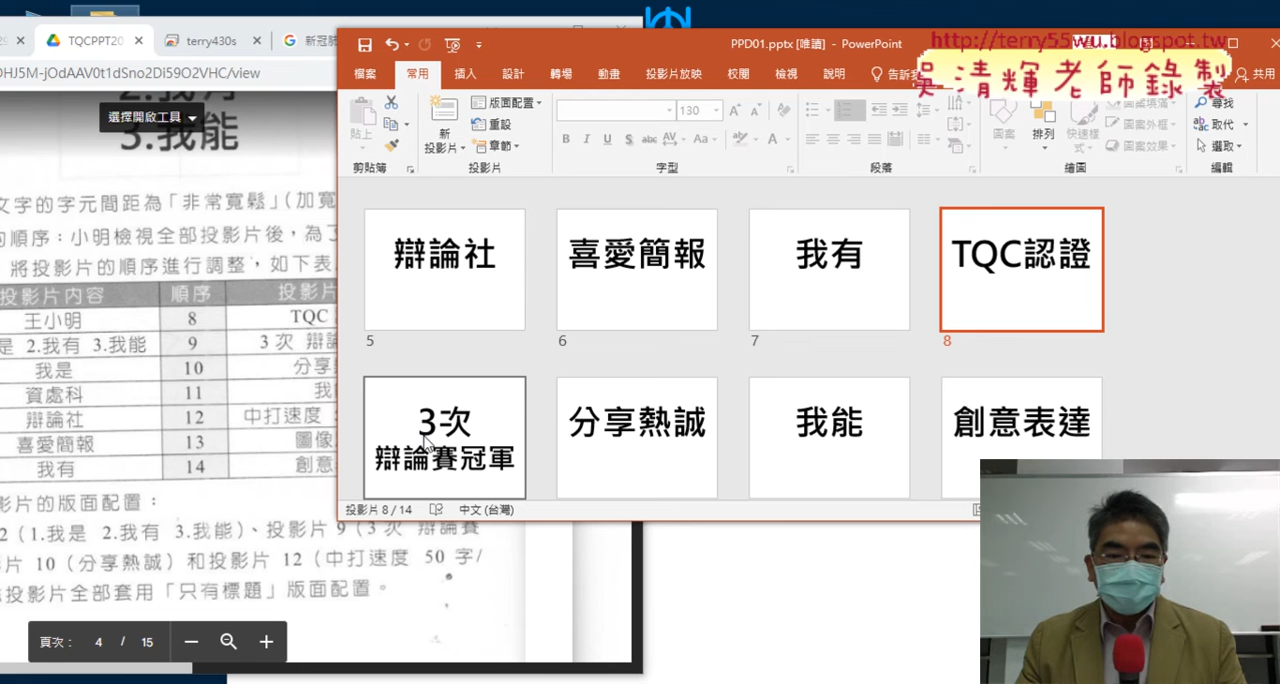 TQCPPT20
terry430s
新冠肺
PPD01.pptx [唯讀] - PowerPoint
http://terry55wu.blogspot.tw
吳清輝老師錄製
DHJ5M-jOdAAV0t1dSno2Di59O2VHC/view
檔案 常用 插入 設計 轉場 動畫 投影片放映 校閱 檢視 說明 告訴 共用
選擇開啟工具
貼上 新投影片 版面配置 重設 章節 130 圖案 排列 快速樣式 圖案填滿 圖案外框 圖案效果 尋找 取代 選取
剪貼簿 投影片 字型 段落 繪圖 編輯
2.我有
3.我能
文字的字元間距為「非常寬鬆」(加寬
的順序：小明檢視全部投影片後，為了
將投影片的順序進行調整，如下表
投影片內容 順序 投影片
王小明 8 TQC
是 2.我有 3.我能 9 3次 辯論
我是 10 分享
資處科 11 我
辯論社 12 中打速度
喜愛簡報 13 圖像
我有 14 創意
影片的版面配置：
2 (1.我是 2.我有 3.我能)、投影片 9 (3 次 辯論賽
片 10 (分享熱誠) 和投影片 12 (中打速度 50 字/
投影片全部套用「只有標題」版面配置。
頁次： 4 / 15
辯論社
5
喜愛簡報
6
我有
7
TQC認證
8
3次
辯論賽冠軍
分享熱誠
我能
創意表達
投影片 8 / 14 中文 (台灣)